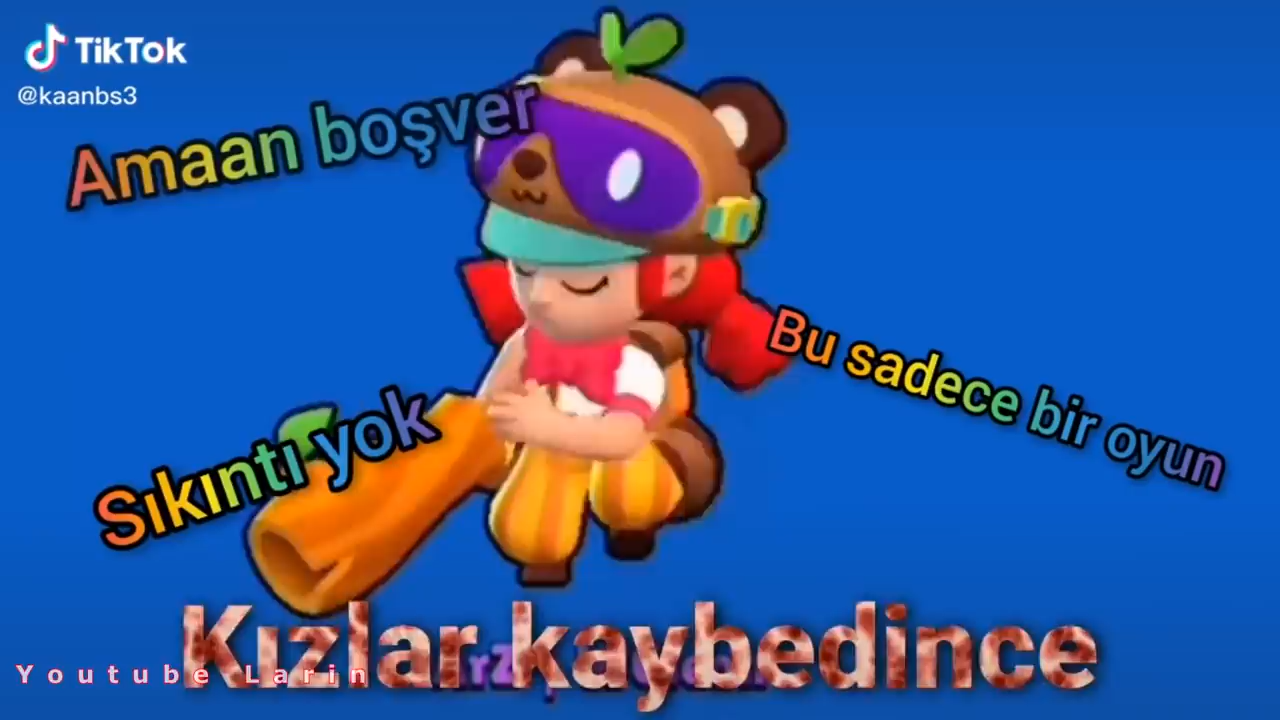 TikTok
@kaanbs3
Amaan boşver
Bu sadece bir oyun
Sıkıntı yok
Kızlar kaybedince
Youtube Larin